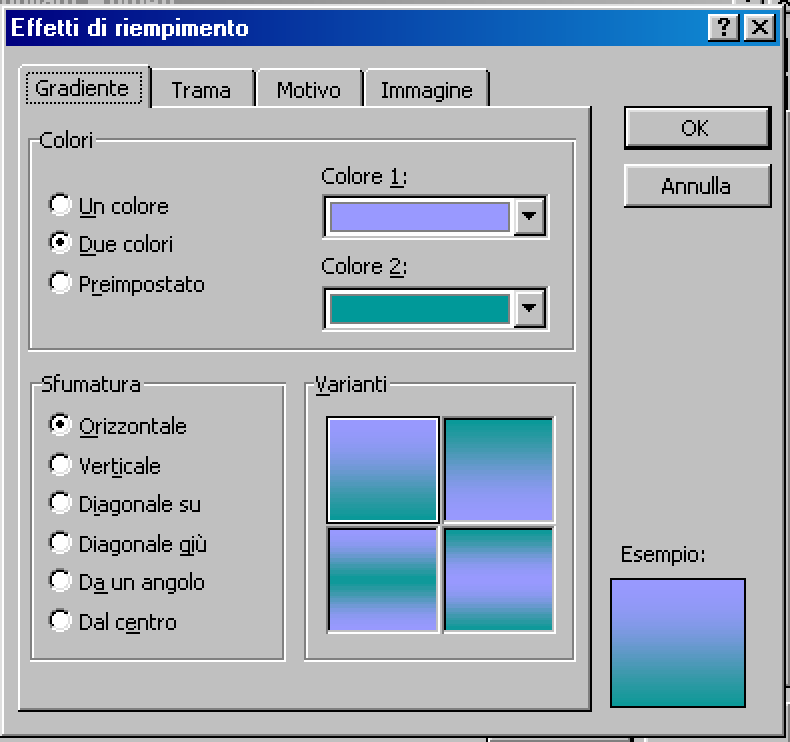 Effetti di riempimento
Gradiente Trama Motivo Immagine
OK
Annulla
Colori
Un colore
Due colori
Preimpostato
Colore 1:
Colore 2:
Sfumatura
Orizzontale
Verticale
Diagonale su
Diagonale giù
Da un angolo
Dal centro
Varianti
Esempio: